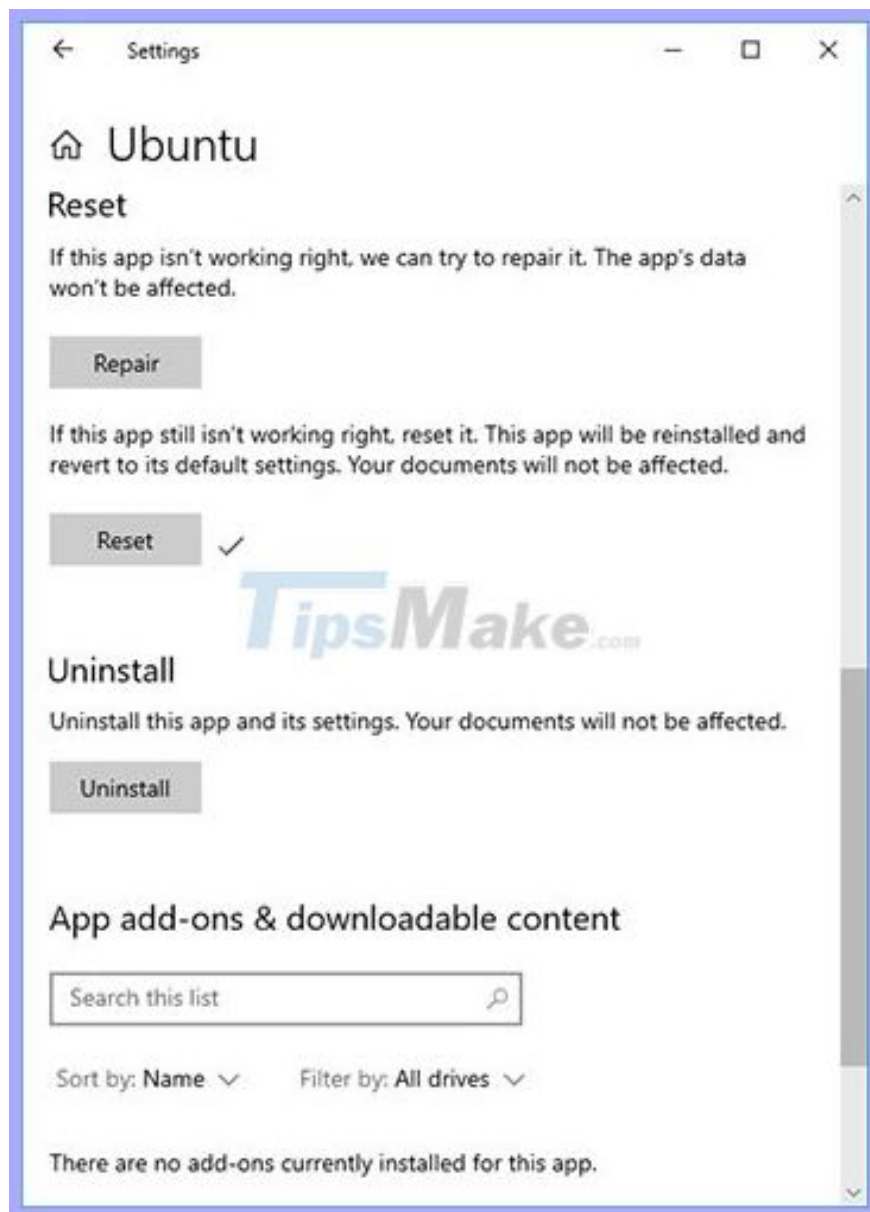 Settings
Ubuntu
Reset
If this app isn't working right, we can try to repair it. The app's data
won't be affected.
Repair
If this app still isn't working right, reset it. This app will be reinstalled and
revert to its default settings. Your documents will not be affected.
Reset
TipsMake.com
Uninstall
Uninstall this app and its settings. Your documents will not be affected.
Uninstall
App add-ons & downloadable content
Search this list
Sort by: Name Filter by: All drives
There are no add-ons currently installed for this app.